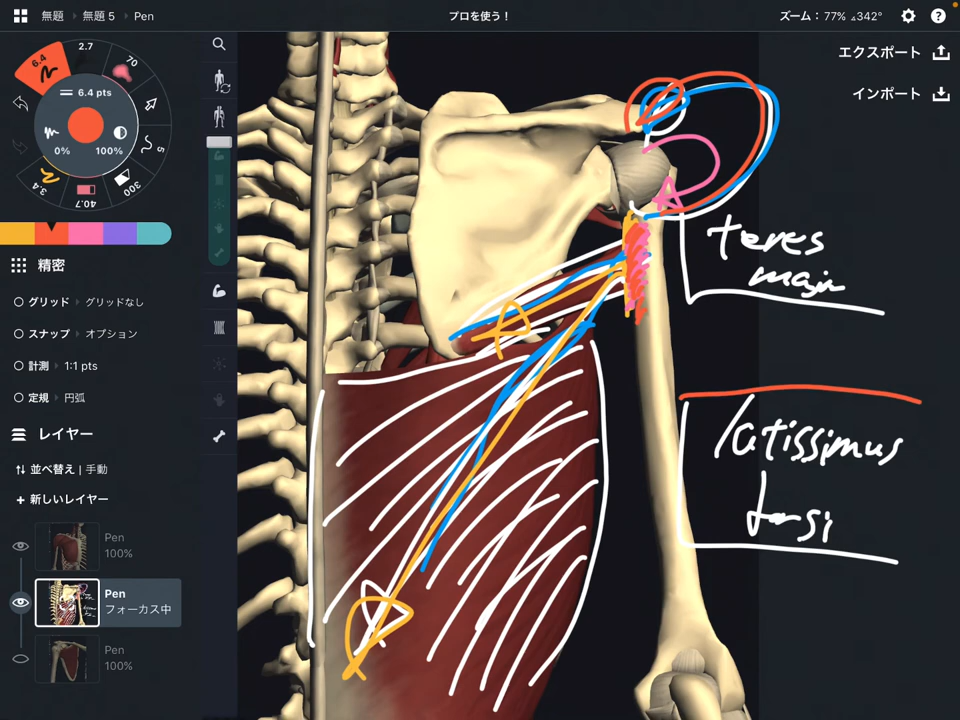 無題 無題 5 Pen
プロを使う！
ズーム：77% ⊿342°
エクスポート
インポート
2.7
6.4
70
6.4 pts
0% 100%
5
3.4
40.7
300
精密
グリッド グリッドなし
スナップ オプション
計測 1:1 pts
定規 円弧
レイヤー
並べ替え | 手動
+ 新しいレイヤー
Pen
100%
Pen
フォーカス中
Pen
100%
teres
major
latissimus
dorsi